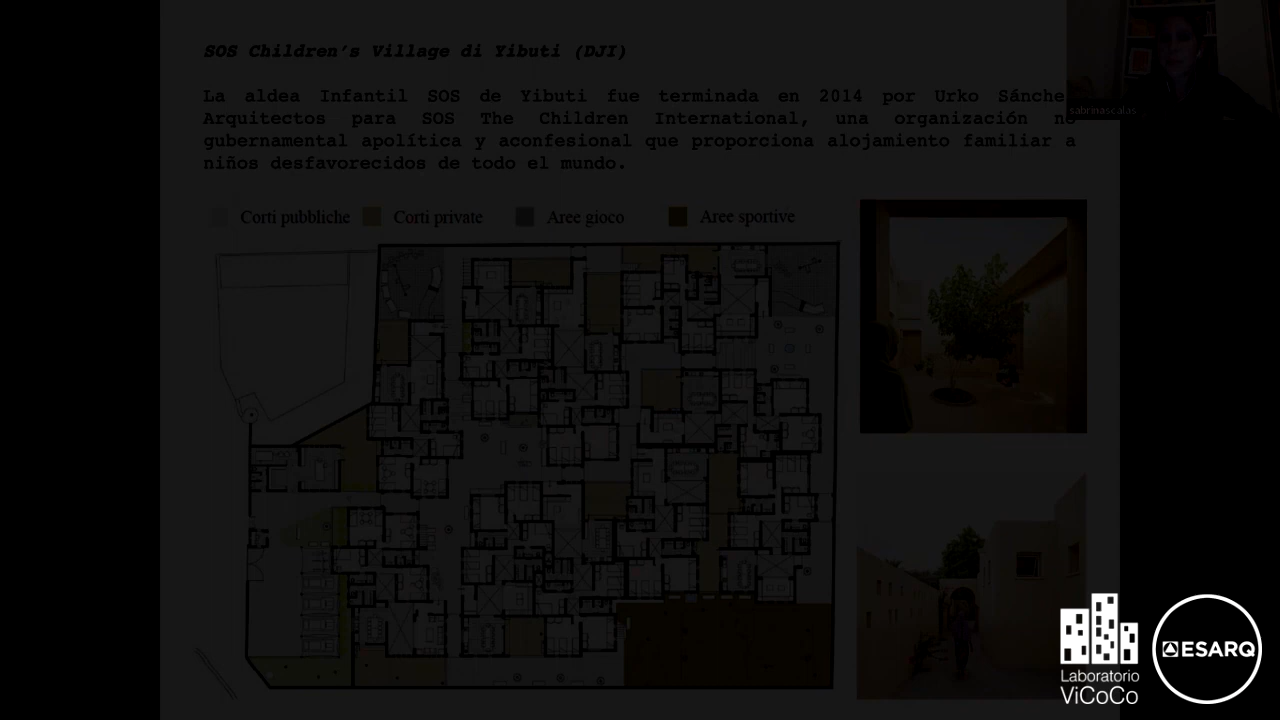 SOS Children's Village di Yibuti (DJI)
La aldea Infantil SOS de Yibuti fue terminada en 2014 por Urko Sánche
Arquitectos para SOS The Children International, una organización no
gubernamental apolítica y aconfesional que proporciona alojamiento familiar a
niños desfavorecidos de todo el mundo.
sabrinascalas
Corti pubbliche Corti private Aree gioco Aree sportive
Laboratorio
ViCoCo
ESARQ